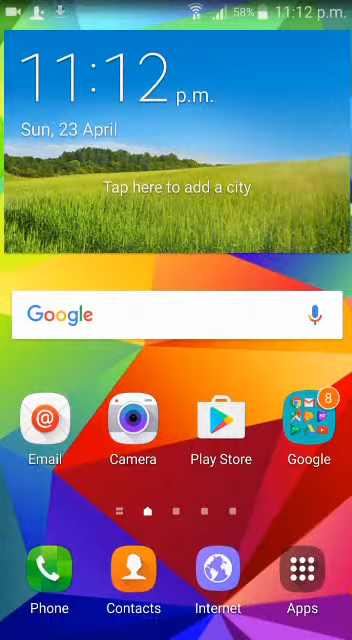 58% 11:12 p.m.
11:12 p.m.
Sun, 23 April
Tap here to add a city
Google
8
@
Email Camera Play Store Google
Phone Contacts Internet Apps